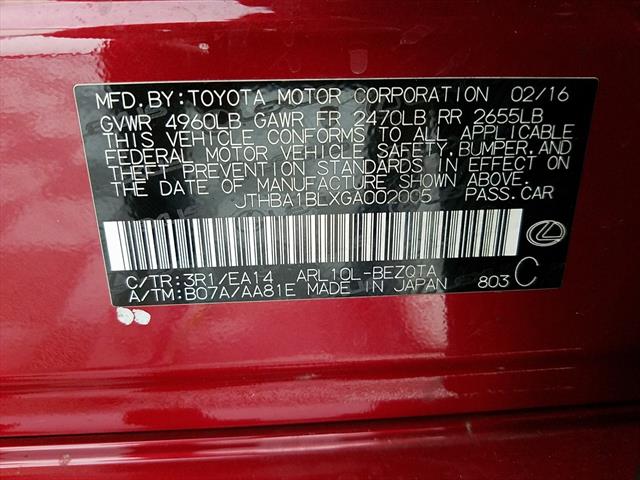 MFD. BY: TOYOTA MOTOR CORPORATION 02/16
GVWR 4960LB GAWR FR 2470LB RR 2655LB
THIS VEHICLE CONFORMS TO ALL APPLICABLE
FEDERAL MOTOR VEHICLE SAFETY, BUMPER, AND
THEFT PREVENTION STANDARDS IN EFFECT ON
THE DATE OF MANUFACTURE SHOWN ABOVE.
JTHBA1BLXGA002005 PASS.CAR
C/TR:3R1/EA14 ARL10L-BEZQTA
A/TM:B07A/AA81E MADE IN JAPAN 803 C